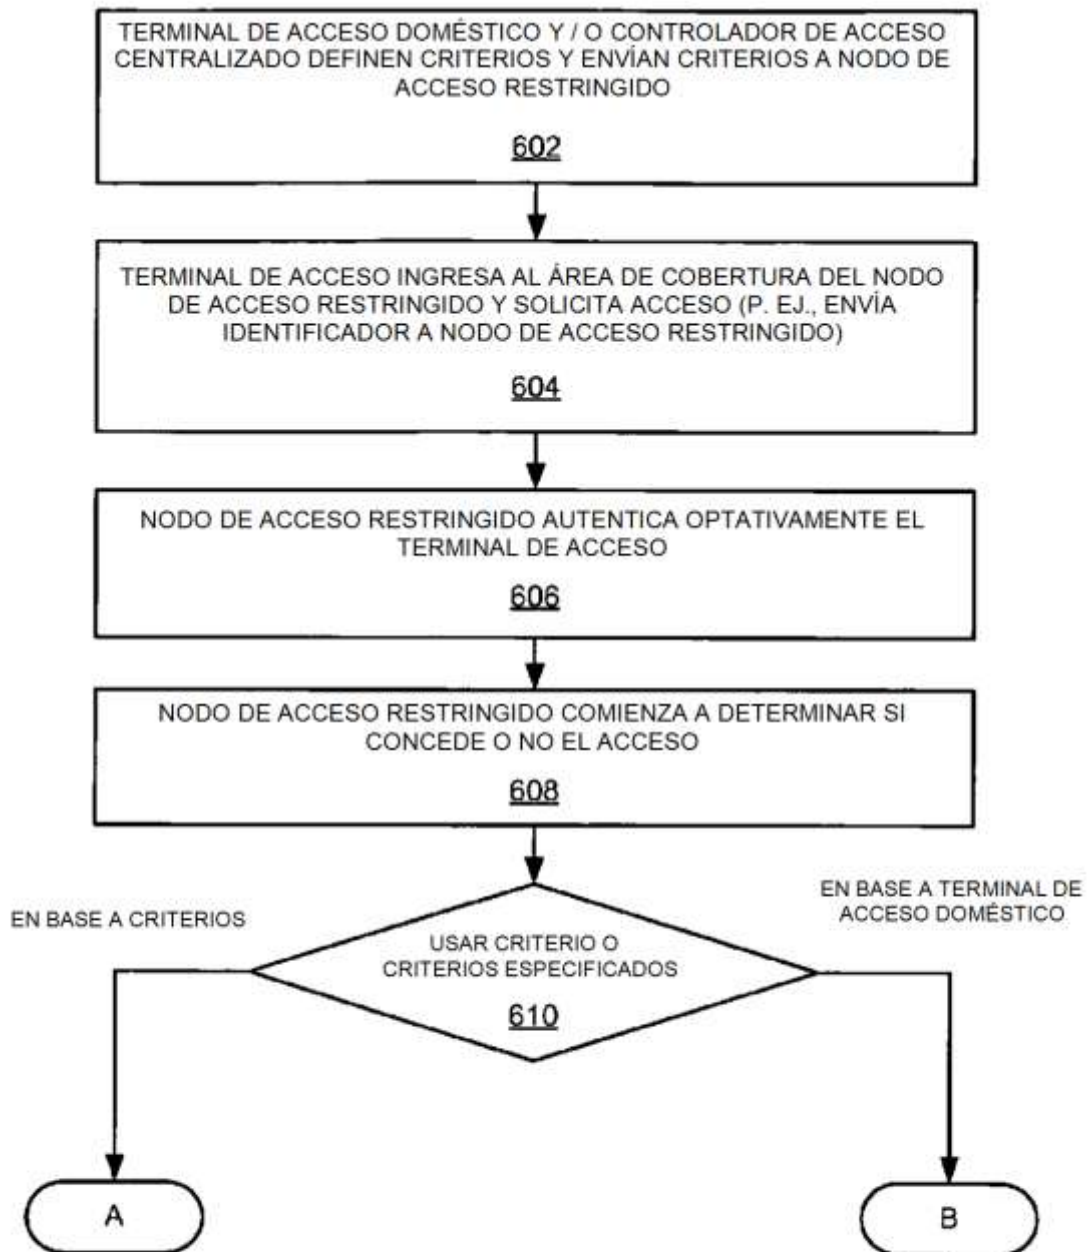 TERMINAL DE ACCESO DOMÉSTICO Y / O CONTROLADOR DE ACCESO
CENTRALIZADO DEFINEN CRITERIOS Y ENVÍAN CRITERIOS A NODO DE
ACCESO RESTRINGIDO
602
TERMINAL DE ACCESO INGRESA AL ÁREA DE COBERTURA DEL NODO
DE ACCESO RESTRINGIDO Y SOLICITA ACCESO (P. EJ., ENVÍA
IDENTIFICADOR A NODO DE ACCESO RESTRINGIDO)
604
NODO DE ACCESO RESTRINGIDO AUTENTICA OPTATIVAMENTE EL
TERMINAL DE ACCESO
606
NODO DE ACCESO RESTRINGIDO COMIENZA A DETERMINAR SI
CONCEDE O NO EL ACCESO
608
EN BASE A CRITERIOS
EN BASE A TERMINAL DE
ACCESO DOMÉSTICO
USAR CRITERIO O
CRITERIOS ESPECIFICADOS
610
A
B